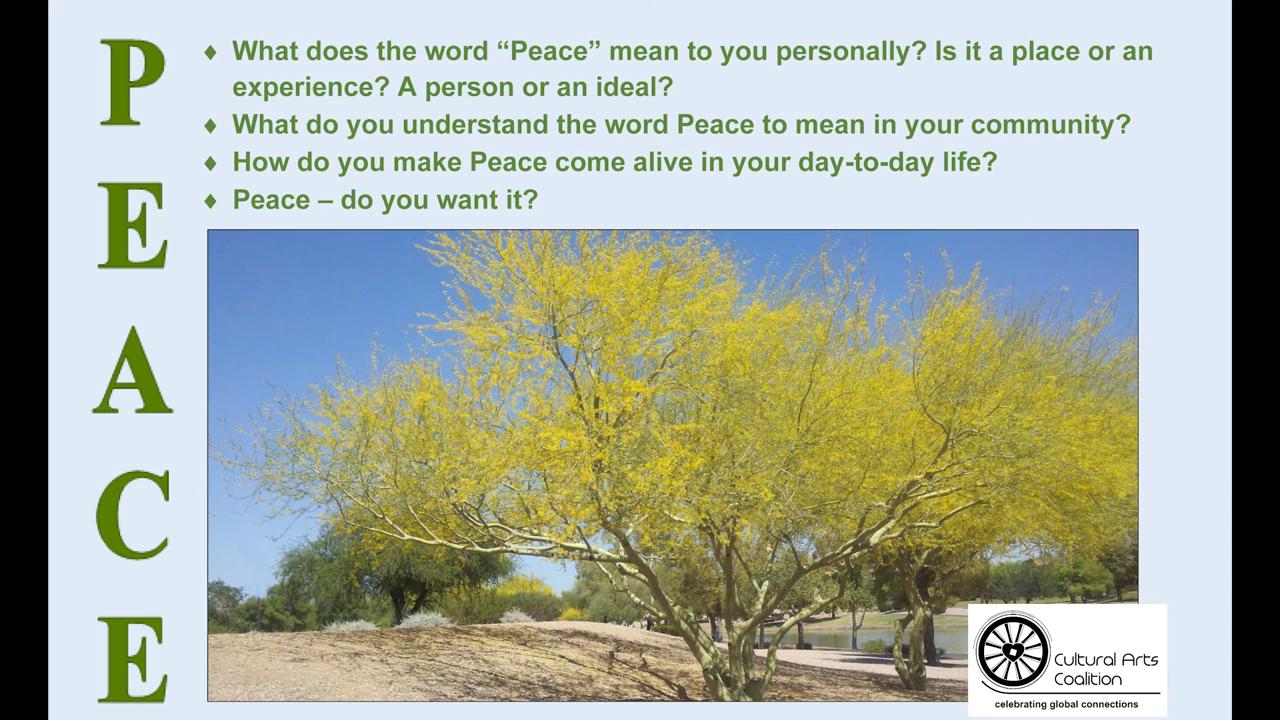 PEACE
♦ What does the word “Peace” mean to you personally? Is it a place or an
experience? A person or an ideal?
♦ What do you understand the word Peace to mean in your community?
♦ How do you make Peace come alive in your day-to-day life?
♦ Peace – do you want it?
Cultural Arts
Coalition
celebrating global connections